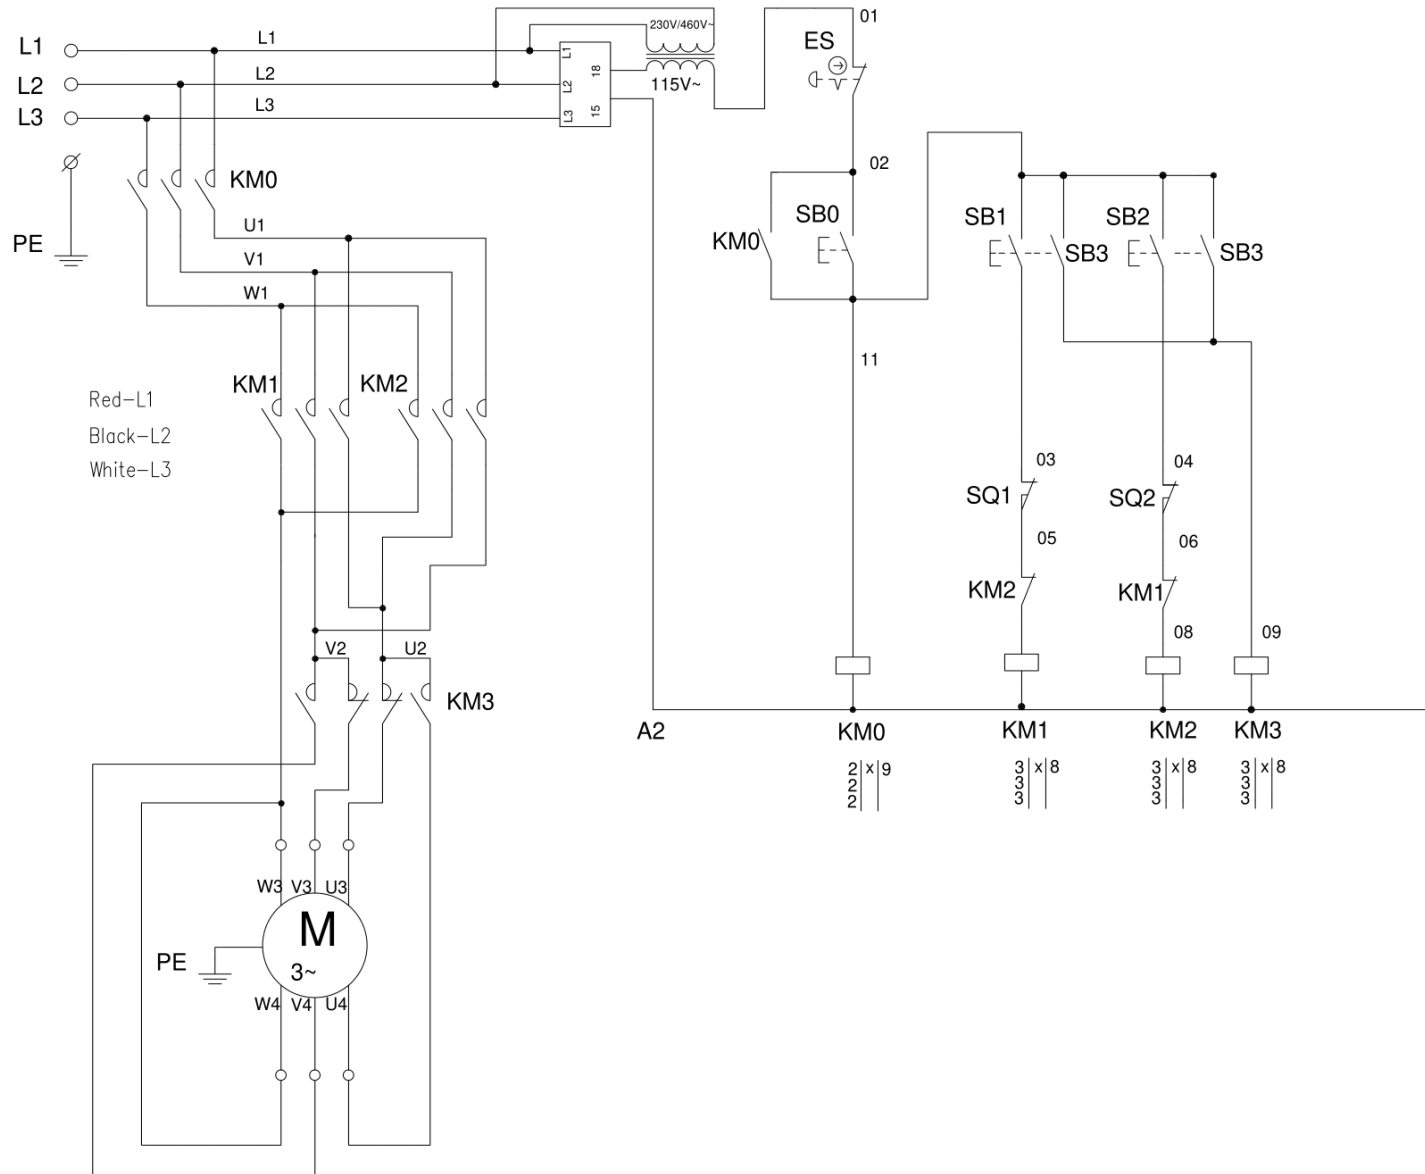 L1
L2
L3
PE
L1
L2
L3
L1
L2
L3
18
15
230V/460V~
115V~
01
ES
02
KM0
U1
V1
W1
SB0
KM0
SB1
SB3
SB2
SB3
11
KM1
KM2
Red-L1
Black-L2
White-L3
03
SQ1
05
KM2
04
SQ2
06
KM1
08
09
V2
U2
KM3
A2
KM0
KM1
KM2
KM3
2 x 9
2
2
3 x 8
3
3
3 x 8
3
3
3 x 8
3
3
W3 V3 U3
M
3~
PE
W4 V4 U4